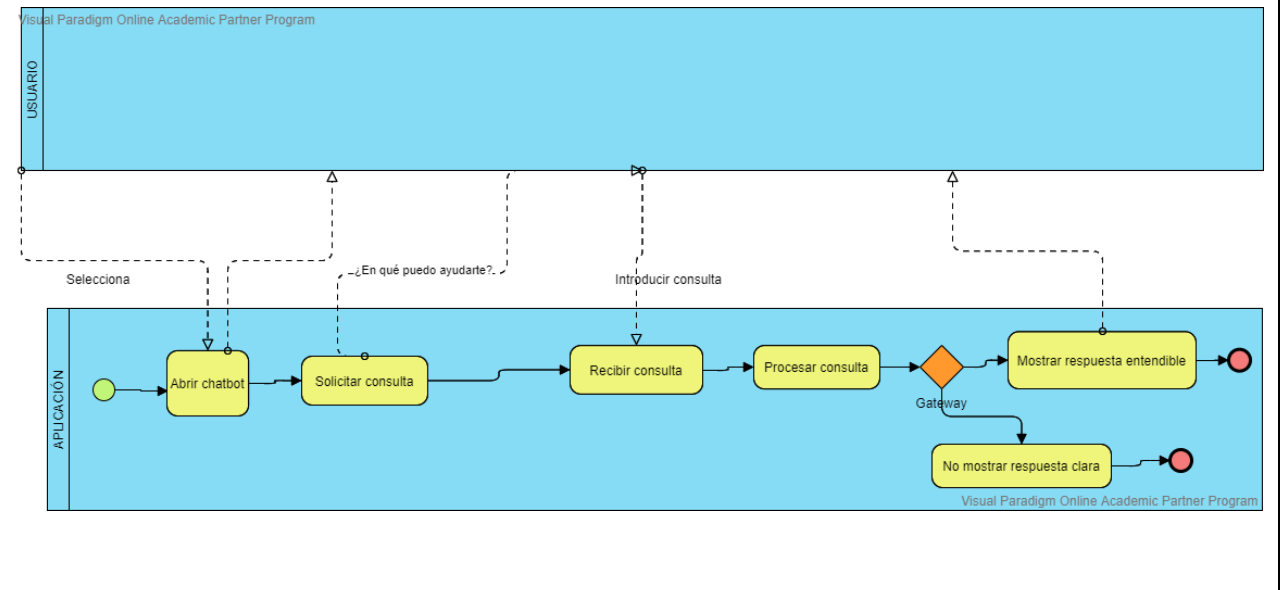 Visual Paradigm Online Academic Partner Program
USUARIO
Selecciona
¿En qué puedo ayudarte?
Introducir consulta
APLICACIÓN
Abrir chatbot
Solicitar consulta
Recibir consulta
Procesar consulta
Gateway
Mostrar respuesta entendible
No mostrar respuesta clara
Visual Paradigm Online Academic Partner Program